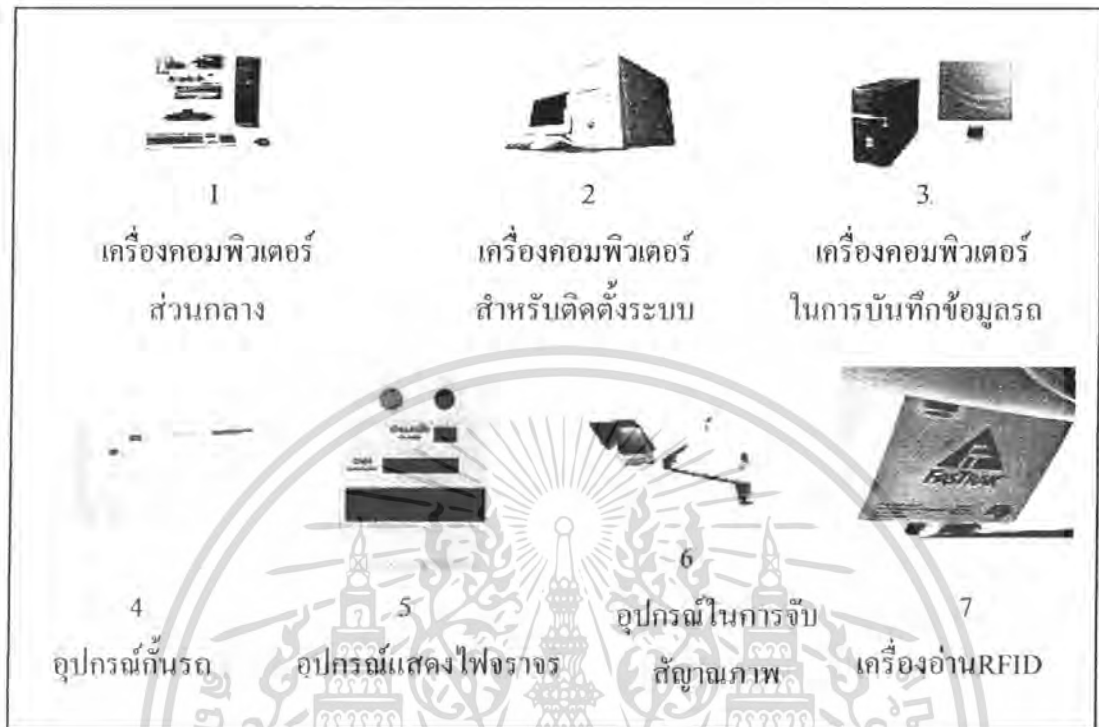 1
เครื่องคอมพิวเตอร์
ส่วนกลาง
2
เครื่องคอมพิวเตอร์
สำหรับติดตั้งระบบ
3
เครื่องคอมพิวเตอร์
ในการบันทึกข้อมูลรถ
4
อุปกรณ์กั้นรถ
5
อุปกรณ์แสดงไฟจราจร
6
อุปกรณ์ในการจับ
สัญาณภาพ
FASTRAK
7
เครื่องอ่านRFID